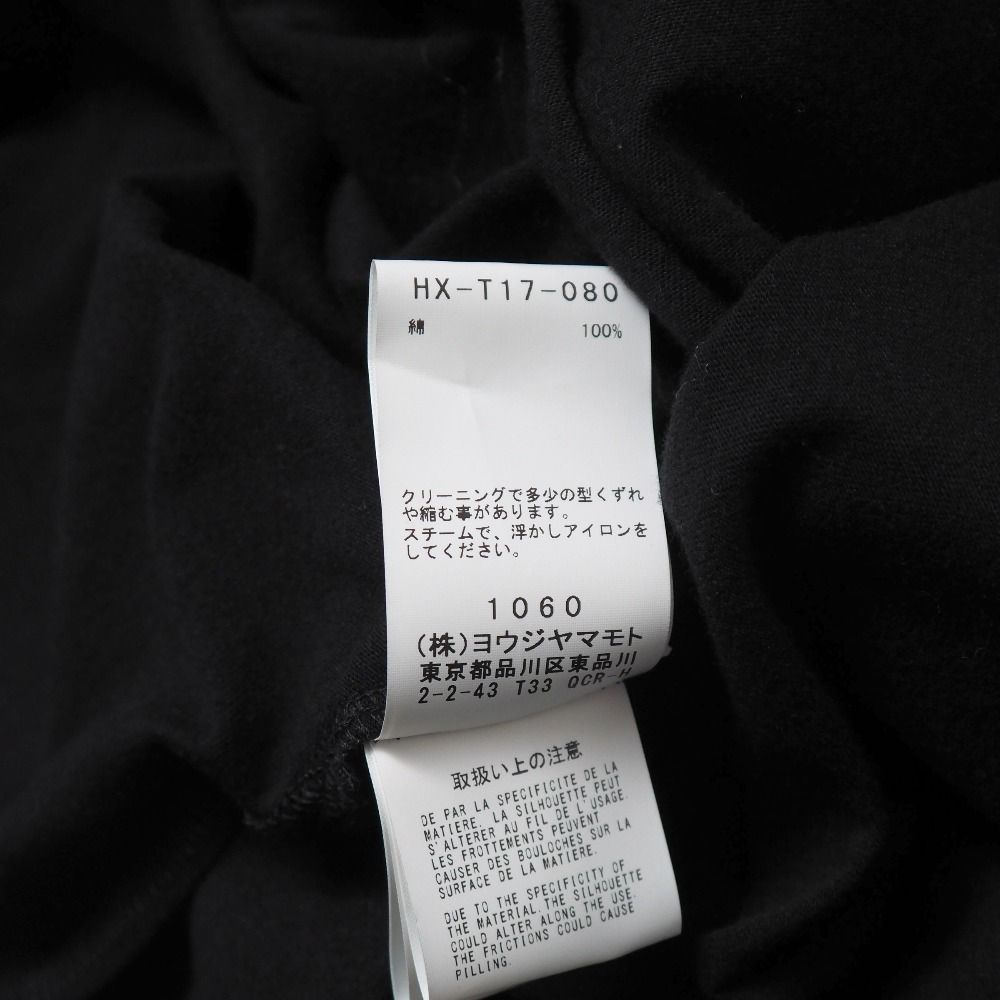 HX-T17-080
綿 100%
クリーニングで多少の型くずれ
や縮む事があります。
スチームで、浮かしアイロンを
してください。
1060
(株)ヨウジヤマモト
東京都品川区東品川
2-2-43 T33 QCR-H
取扱い上の注意
DE PAR LA SPECIFICITE DE LA
MATIERE. LA SILHOUETTE PEUT
S'ALTERER AU FIL DE L'USAGE.
LES FROTTEMENTS PEUVENT
CAUSER DES BOULOCHES SUR LA
SURFACE DE LA MATIERE.
DUE TO THE SPECIFICITY OF
THE MATERIAL.THE SILHOUETTE
COULD ALTER ALONG THE USE.
THE FRICTIONS COULD CAUSE
PILLING.